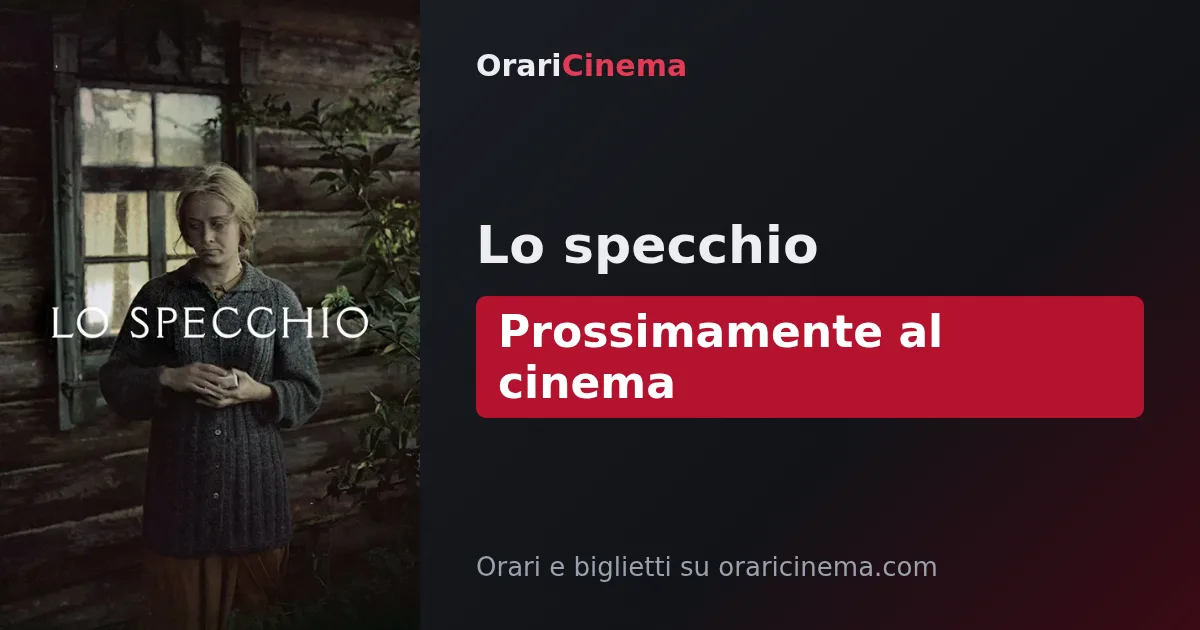 LO SPECCHIO
OrariCinema
Lo specchio
Prossimamente al
cinema
Orari e biglietti su oraricinema.com